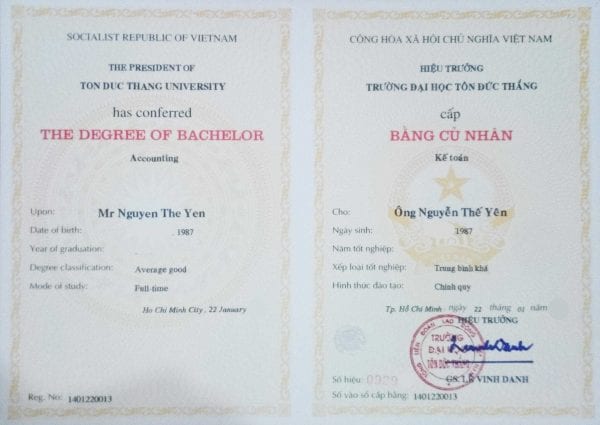 SOCIALIST REPUBLIC OF VIETNAM
THE PRESIDENT OF
TON DUC THANG UNIVERSITY
has conferred
THE DEGREE OF BACHELOR
Accounting
Upon: Mr Nguyen The Yen
Date of birth: . 1987
Year of graduation:
Degree classification: Average good
Mode of study: Full-time
Ho Chi Minh City, 22 January
Reg. No: 1401220013
CỘNG HÒA XÃ HỘI CHỦ NGHĨA VIỆT NAM
HIỆU TRƯỞNG
TRƯỜNG ĐẠI HỌC TÔN ĐỨC THẮNG
cấp
BẰNG CỬ NHÂN
Kế toán
Cho: Ông Nguyễn Thế Yên
Ngày sinh: 1987
Năm tốt nghiệp:
Xếp loại tốt nghiệp: Trung bình khá
Hình thức đào tạo: Chính quy
Tp. Hồ Chí Minh, ngày 22 tháng 01 năm
HIỆU TRƯỞNG
TRƯỜNG
ĐẠI
TÔN ĐỨC THẮNG
Số hiệu:
GS. LÊ VINH DANH
Số vào sổ cấp bằng: 1401220013